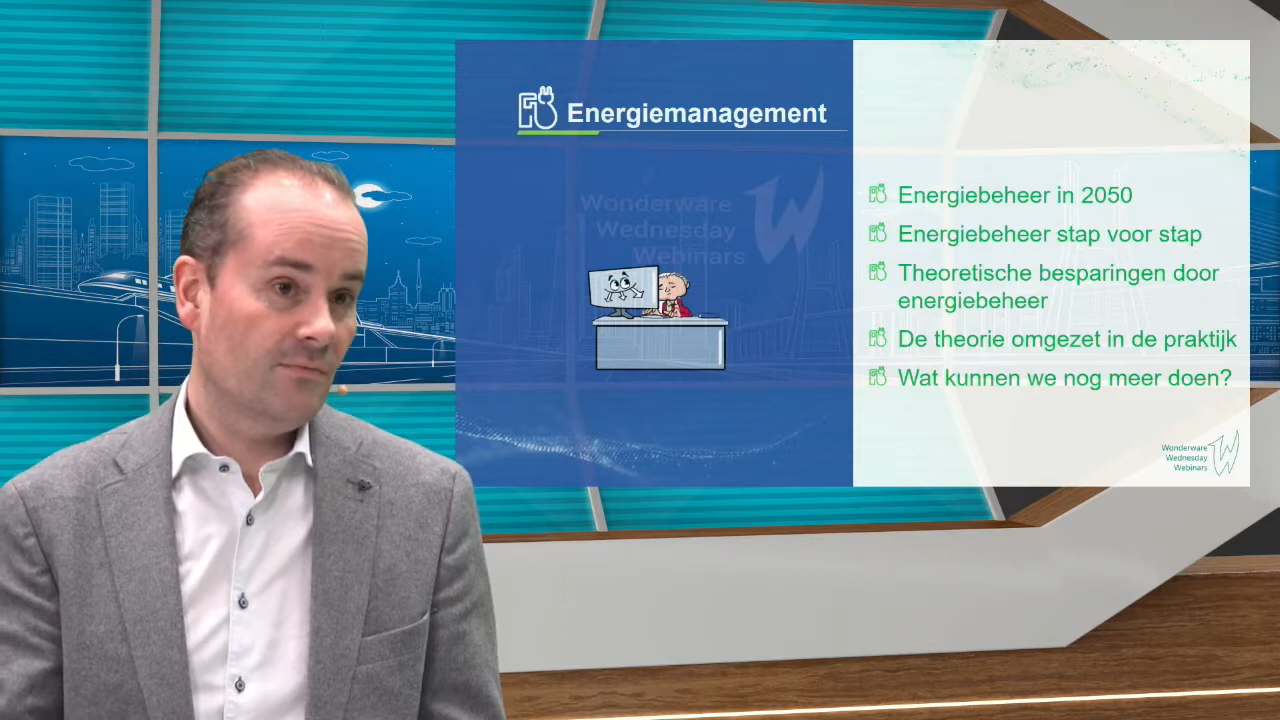 Energiemanagement
Wonderware
Wednesday
Webinars
Energiebeheer in 2050
Energiebeheer stap voor stap
Theoretische besparingen door
energiebeheer
De theorie omgezet in de praktijk
Wat kunnen we nog meer doen?
Wonderware
Wednesday
Webinars